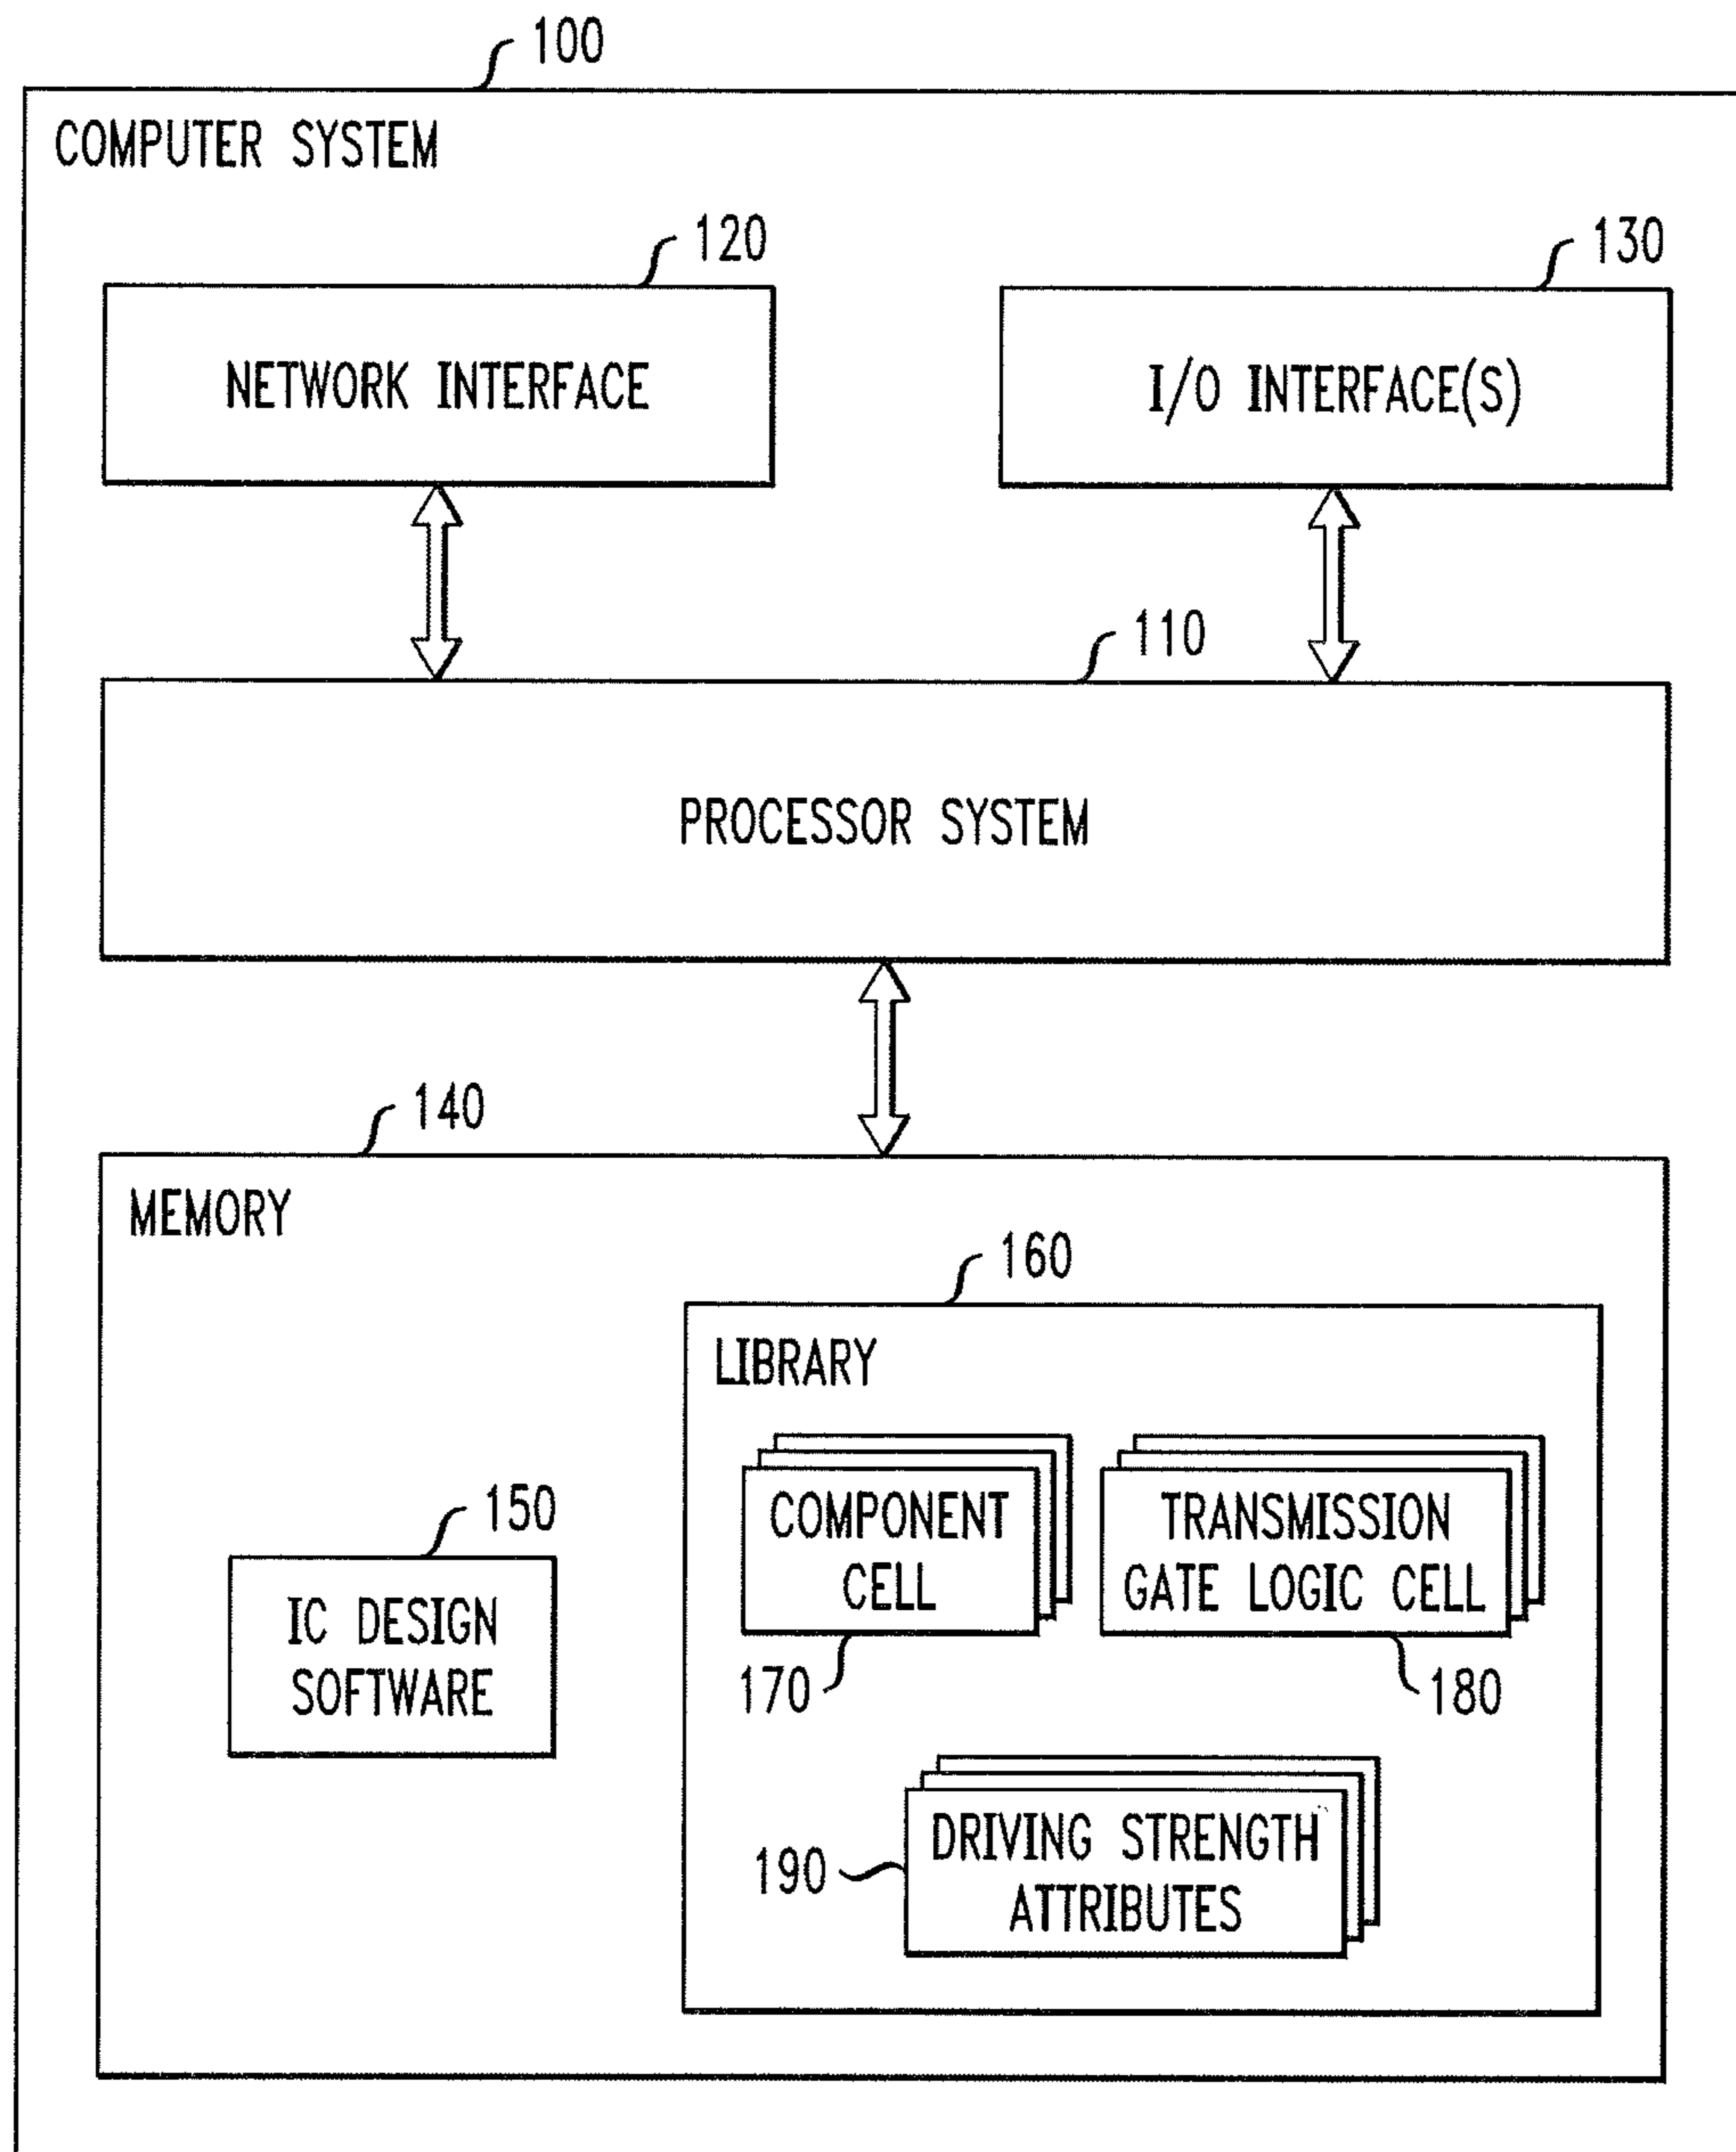 100
COMPUTER SYSTEM
120
130
NETWORK INTERFACE
I/O INTERFACE(S)
110
PROCESSOR SYSTEM
140
MEMORY
160
LIBRARY
150
IC DESIGN
SOFTWARE
COMPONENT
CELL
TRANSMISSION
GATE LOGIC CELL
170
180
190
DRIVING STRENGTH
ATTRIBUTES